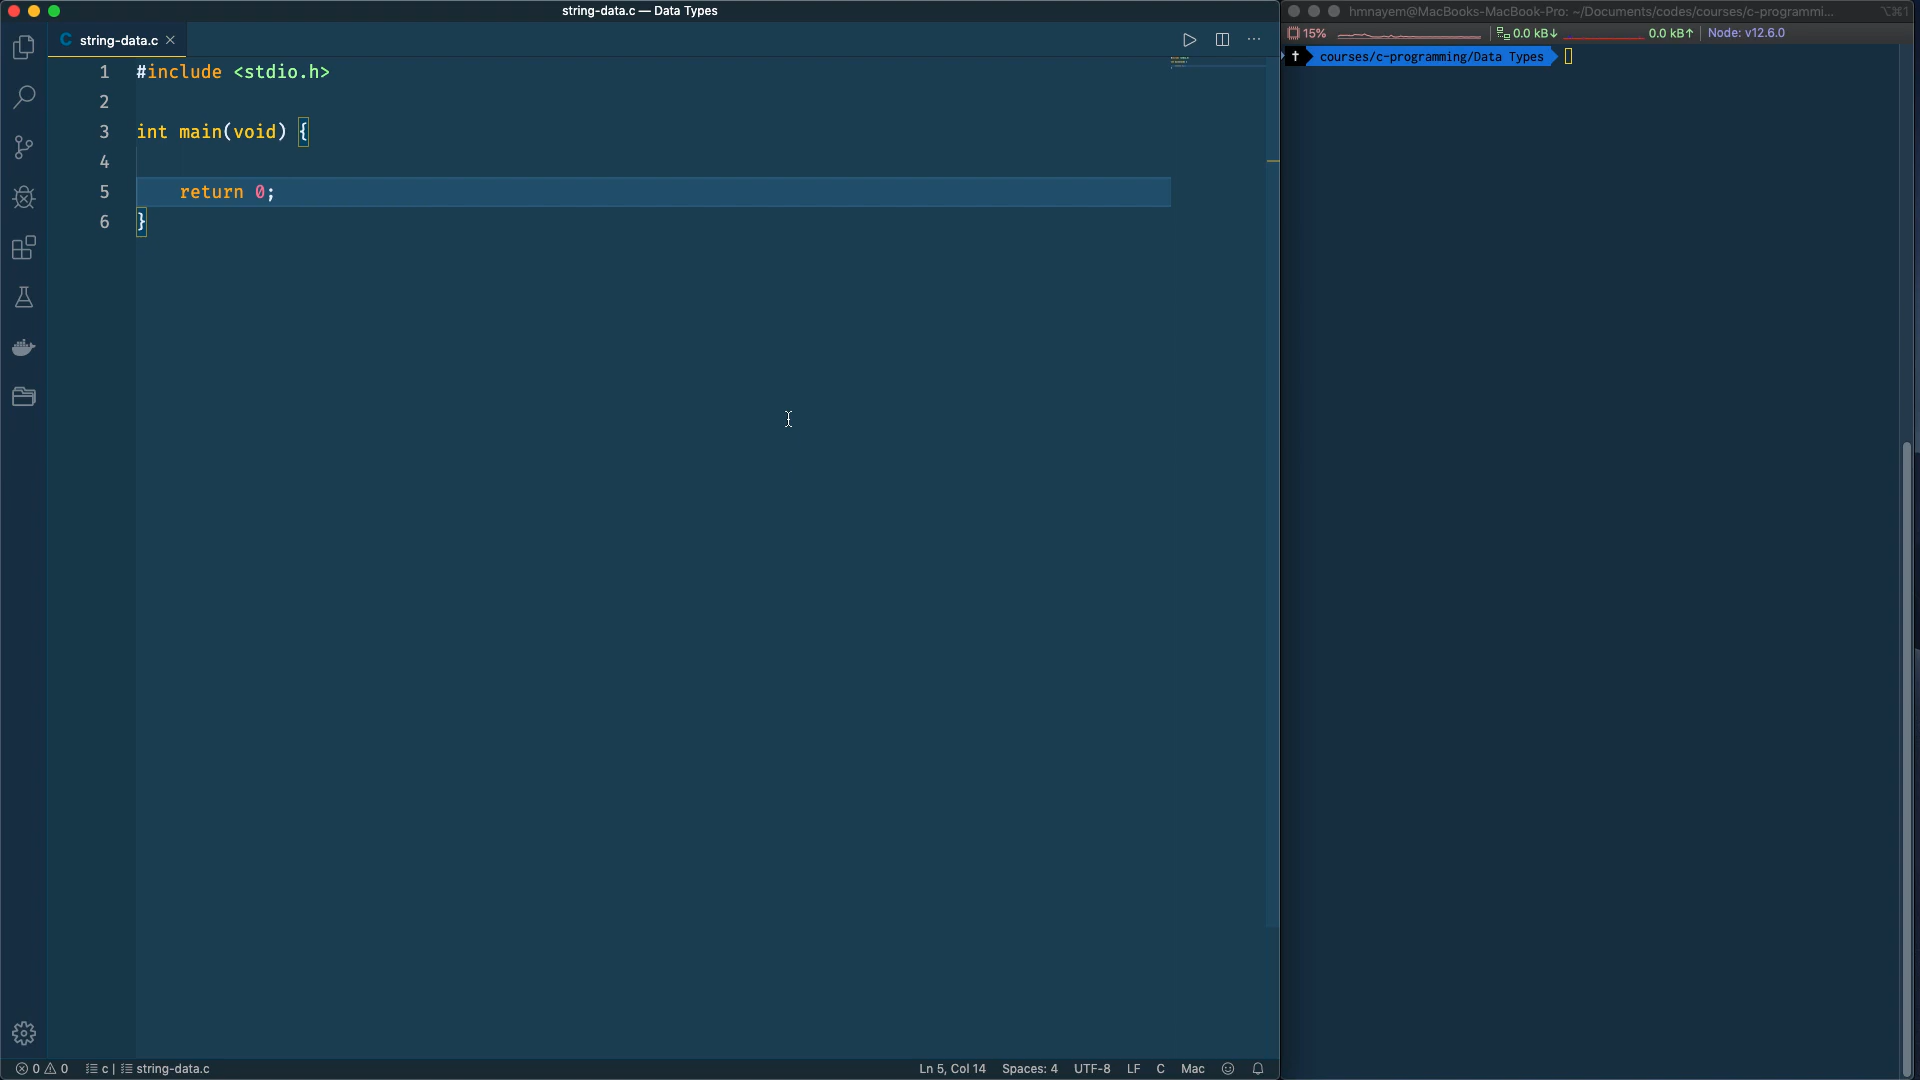 string-data.c — Data Types
string-data.c
1 #include <stdio.h>
2
3 int main(void) {
4
5     return 0;
6 }
0 0 c | string-data.c
Ln 5, Col 14 Spaces: 4 UTF-8 LF C Mac
hmnayem@MacBooks-MacBook-Pro: ~/Documents/codes/courses/c-programmi... ⌥⌘1
15% 0.0 kB↓ 0.0 kB↑ Node: v12.6.0
courses/c-programming/Data Types